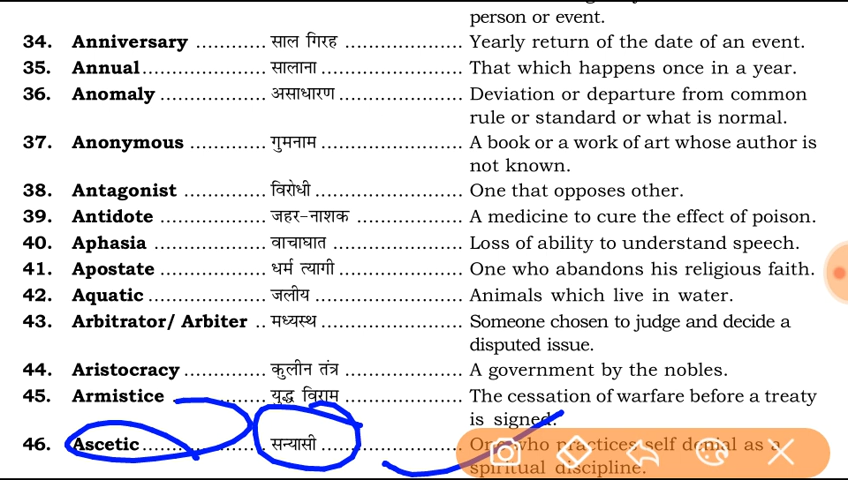 person or event.
34. Anniversary ............ साल गिरह .................... Yearly return of the date of an event.
35. Annual..................... सालाना ........................ That which happens once in a year.
36. Anomaly .................. असाधारण ..................... Deviation or departure from common
rule or standard or what is normal.
37. Anonymous ............. गुमनाम ........................ A book or a work of art whose author is
not known.
38. Antagonist .............. विरोधी ......................... One that opposes other.
39. Antidote .................. जहर-नाशक .................. A medicine to cure the effect of poison.
40. Aphasia ................... वाचाघात ...................... Loss of ability to understand speech.
41. Apostate .................. धर्म त्यागी ..................... One who abandons his religious faith.
42. Aquatic .................... जलीय .......................... Animals which live in water.
43. Arbitrator/ Arbiter .. मध्यस्थ ........................ Someone chosen to judge and decide a
disputed issue.
44. Aristocracy .............. कुलीन तंत्र .................... A government by the nobles.
45. Armistice ................ युद्ध विराम .................... The cessation of warfare before a treaty
is signed.
46. Ascetic..................... सन्यासी ........................ One who practices self denial as a
spiritual discipline.